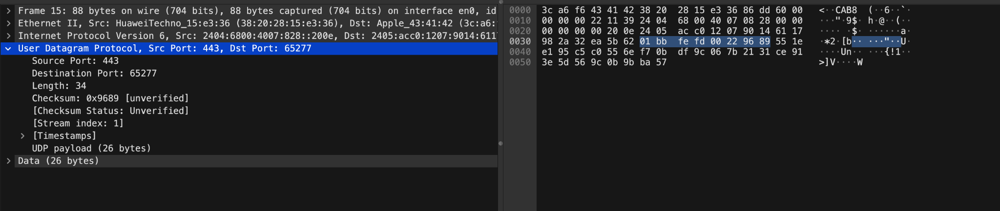 Frame 15: 88 bytes on wire (704 bits), 88 bytes captured (704 bits) on interface en0, id
Ethernet II, Src: HuaweiTechno_15:e3:36 (38:20:28:15:e3:36), Dst: Apple_43:41:42 (3c:a6:
Internet Protocol Version 6, Src: 2404:6800:4007:828::200e, Dst: 2405:acc0:1207:9014:611
User Datagram Protocol, Src Port: 443, Dst Port: 65277
Source Port: 443
Destination Port: 65277
Length: 34
Checksum: 0x9689 [unverified]
[Checksum Status: Unverified]
[Stream index: 1]
[Timestamps]
UDP payload (26 bytes)
Data (26 bytes)
0000 3c a6 f6 43 41 42 38 20 28 15 e3 36 86 dd 60 00 <··CAB8 (··6··`·
0010 00 00 00 22 11 39 24 04 68 00 40 07 08 28 00 00 ···"·9$· h·@··(··
0020 00 00 00 00 20 0e 24 05 ac c0 12 07 90 14 61 17 ···· ·$· ······a·
0030 98 2a 32 ea 5b 62 01 bb fe fd 00 22 96 89 55 1e ·*2·[b·· ···"··U·
0040 e1 95 c5 c0 55 6e f7 0b df 9c 06 7b 21 31 ce 91 ····Un·· ···{!1··
0050 3e 5d 56 9c 0b 9b ba 57 >]V····W